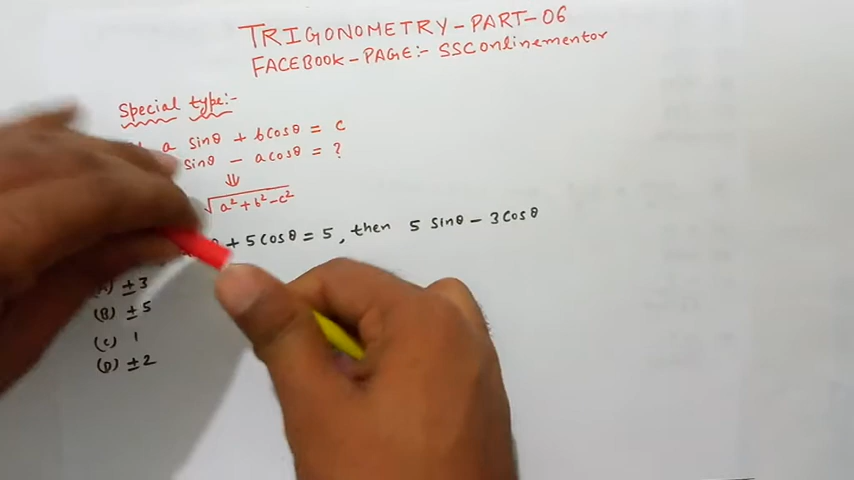 TRIGONOMETRY-PART-06
FACEBOOK-PAGE:- SSConlinementor
Special type:-
a sinθ + bcosθ = c
sinθ - acosθ = ?
⇓
√a²+b²-c²
+ 5cosθ = 5, then 5 sinθ - 3cosθ
(A) ±3
(B) ±5
(C) 1
(D) ±2